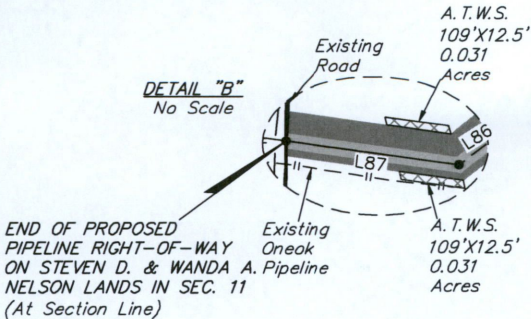 A.T.W.S.
109'X12.5'
0.031
Acres
Existing
Road
DETAIL "B"
No Scale
L86
L87
END OF PROPOSED
PIPELINE RIGHT-OF-WAY
ON STEVEN D. & WANDA A.
NELSON LANDS IN SEC. 11
(At Section Line)
Existing
Oneok
Pipeline
A.T.W.S.
109'X12.5'
0.031
Acres